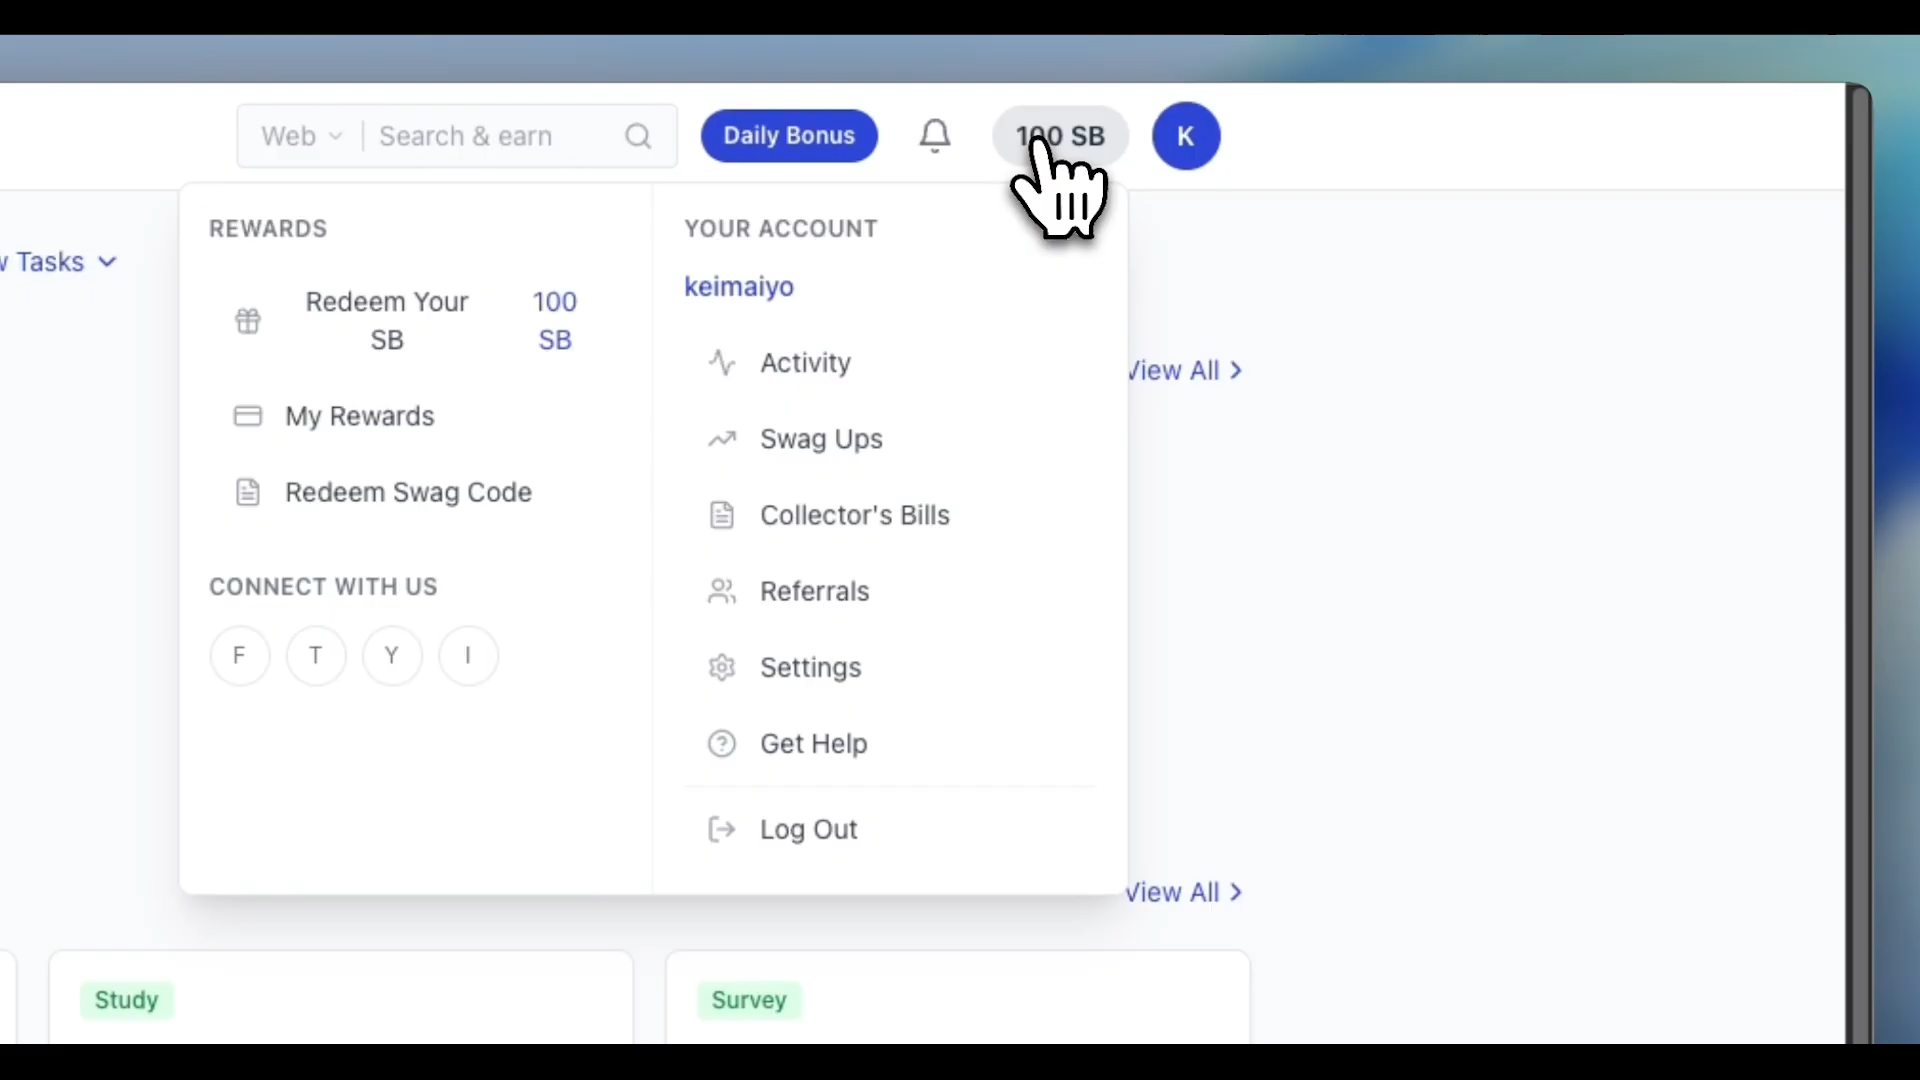 Web
Search & earn
Daily Bonus
100 SB
K
REWARDS
Redeem Your
SB
100
SB
My Rewards
Redeem Swag Code
CONNECT WITH US
F T Y I
YOUR ACCOUNT
keimaiyo
Activity
Swag Ups
Collector's Bills
Referrals
Settings
Get Help
Log Out
Tasks
View All
View All
Study
Survey